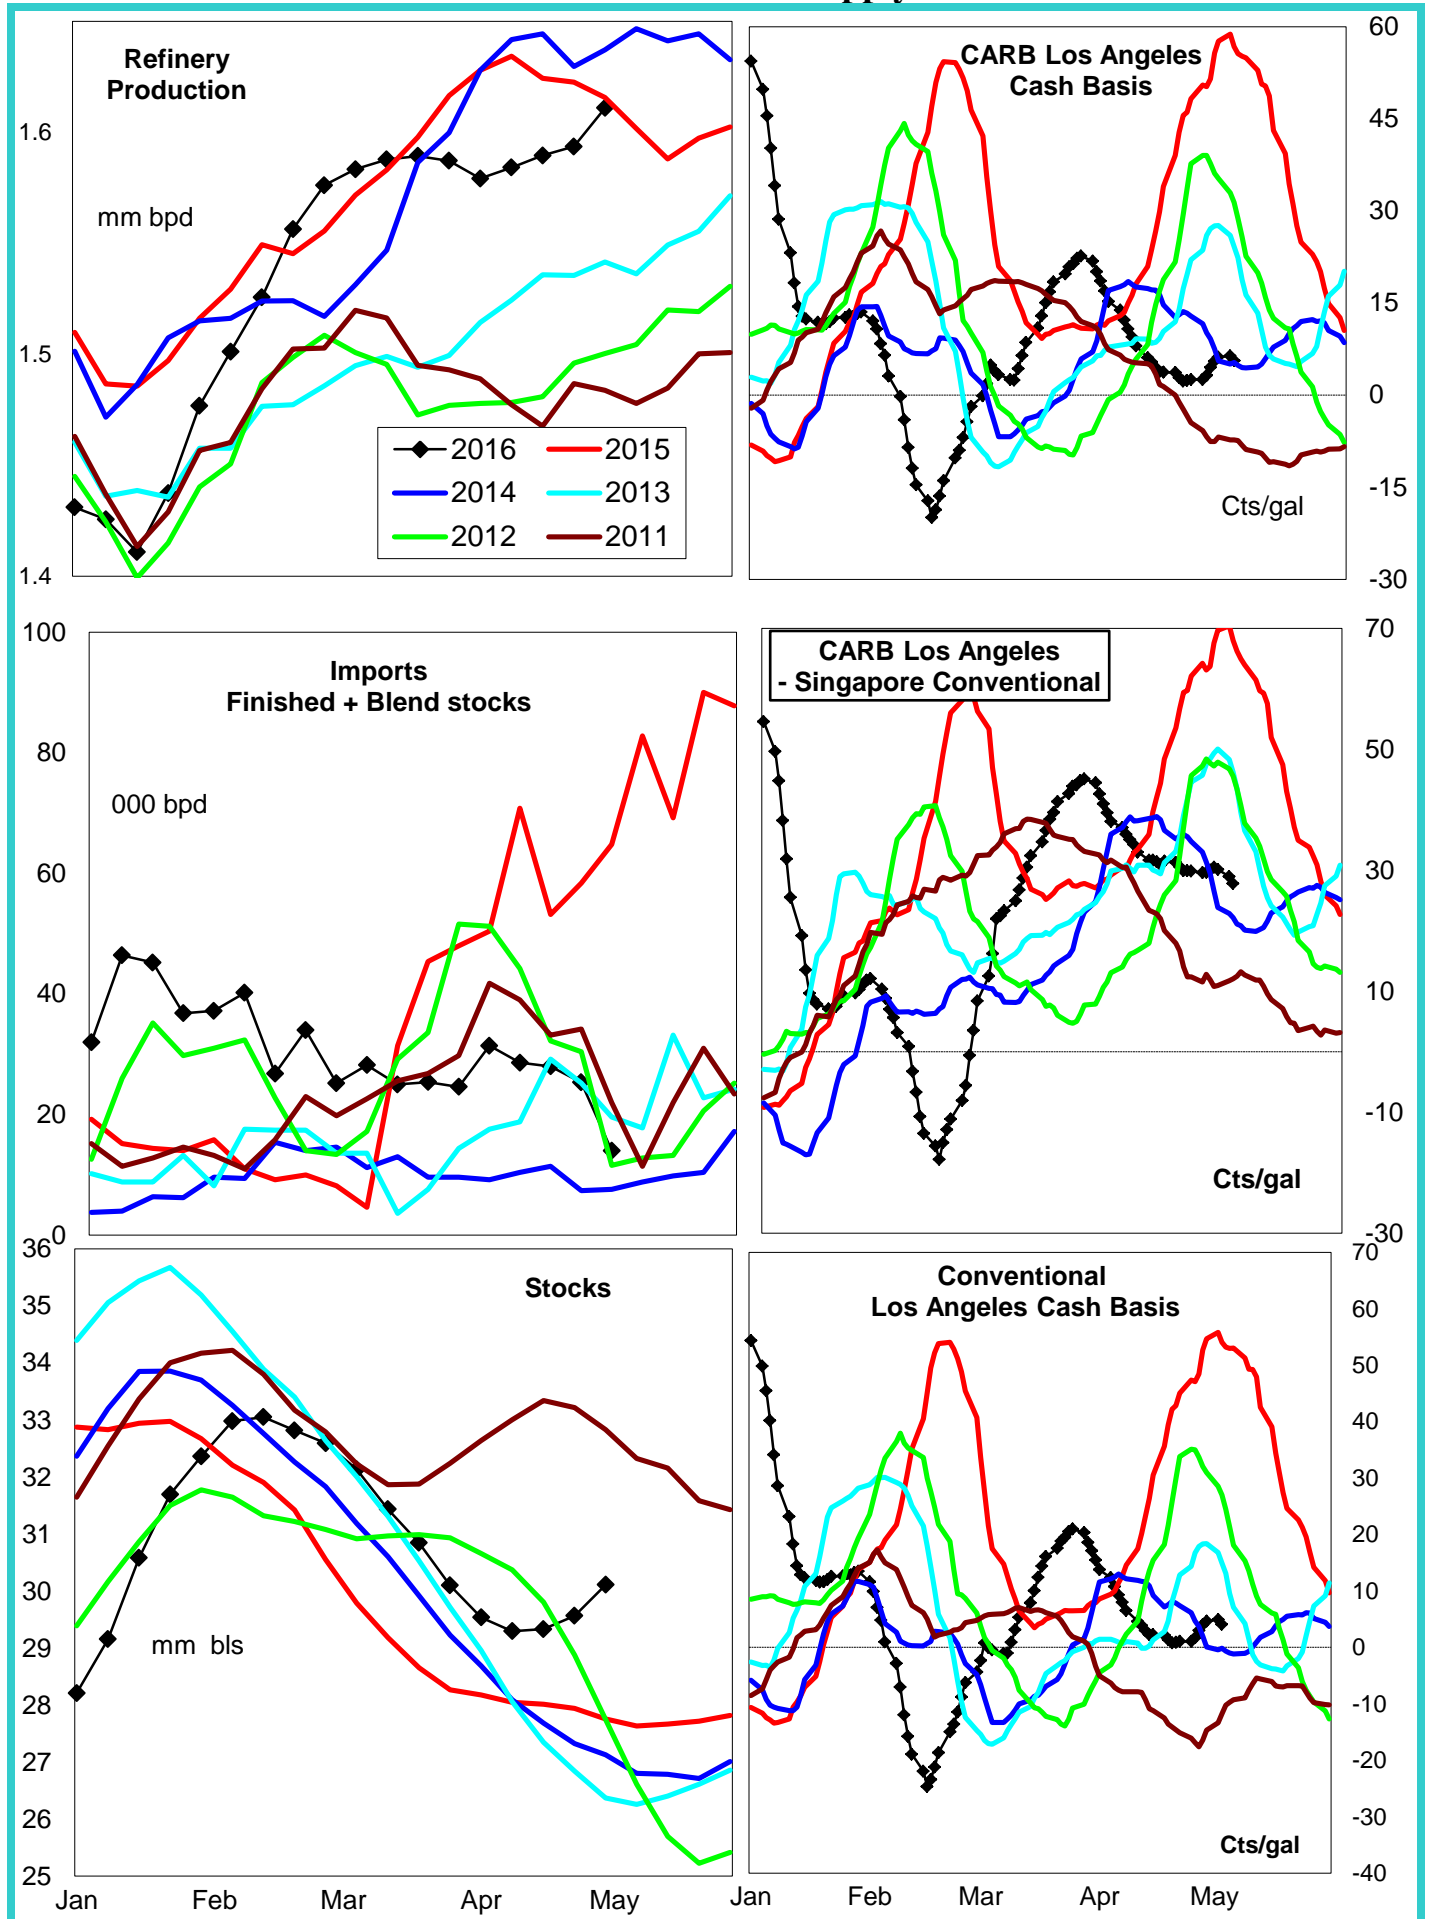 Refinery
Production
1.6
mm bpd
1.5
1.4
2016
2015
2014
2013
2012
2011
CARB Los Angeles
Cash Basis
60
45
30
15
0
-15
Cts/gal
-30
100
Imports
Finished + Blend stocks
80
000 bpd
60
40
20
0
CARB Los Angeles
- Singapore Conventional
70
50
30
10
-10
Cts/gal
-30
36
Stocks
35
34
33
32
31
30
29
mm bls
28
27
26
25
Jan
Feb
Mar
Apr
May
Conventional
Los Angeles Cash Basis
70
60
50
40
30
20
10
0
-10
-20
-30
Cts/gal
-40
Jan
Feb
Mar
Apr
May